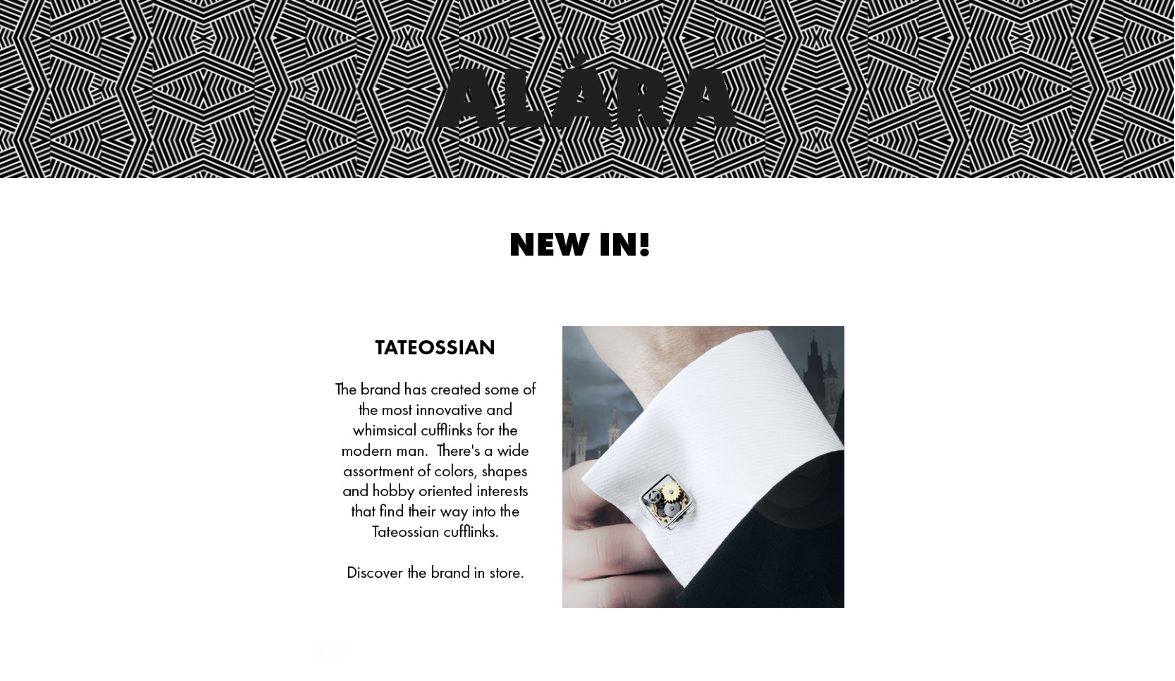 ALÁRA
NEW IN!
TATEOSSIAN
The brand has created some of
the most innovative and
whimsical cufflinks for the
modern man.  There's a wide
assortment of colors, shapes
and hobby oriented interests
that find their way into the
Tateossian cufflinks.
Discover the brand in store.